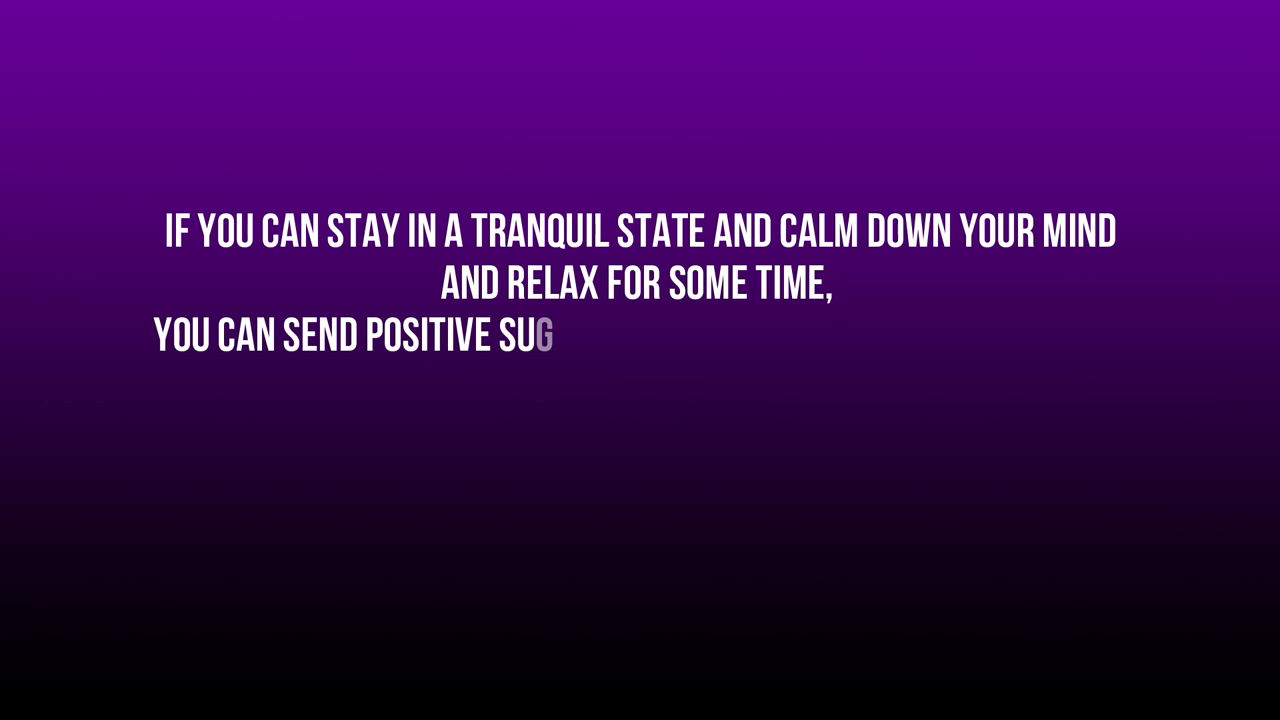 IF YOU CAN STAY IN A TRANQUIL STATE AND CALM DOWN YOUR MIND
AND RELAX FOR SOME TIME,
YOU CAN SEND POSITIVE SUG